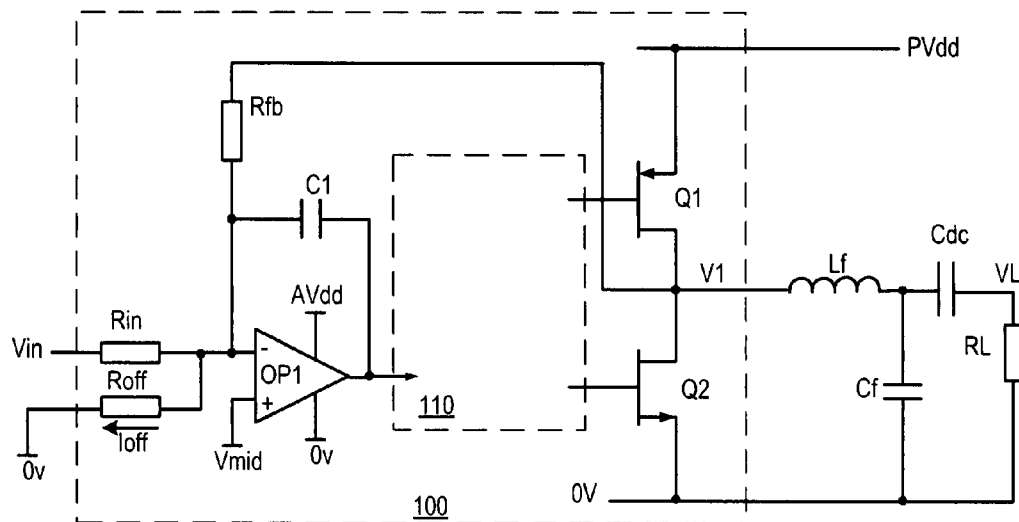 PVdd
Rfb
C1
Q1
Cdc
V1
Lf
VL
AVdd
Rin
Vin
-
OP1
RL
Roff
+
Q2
Cf
110
Ioff
0v
Vmid
0v
0V
100